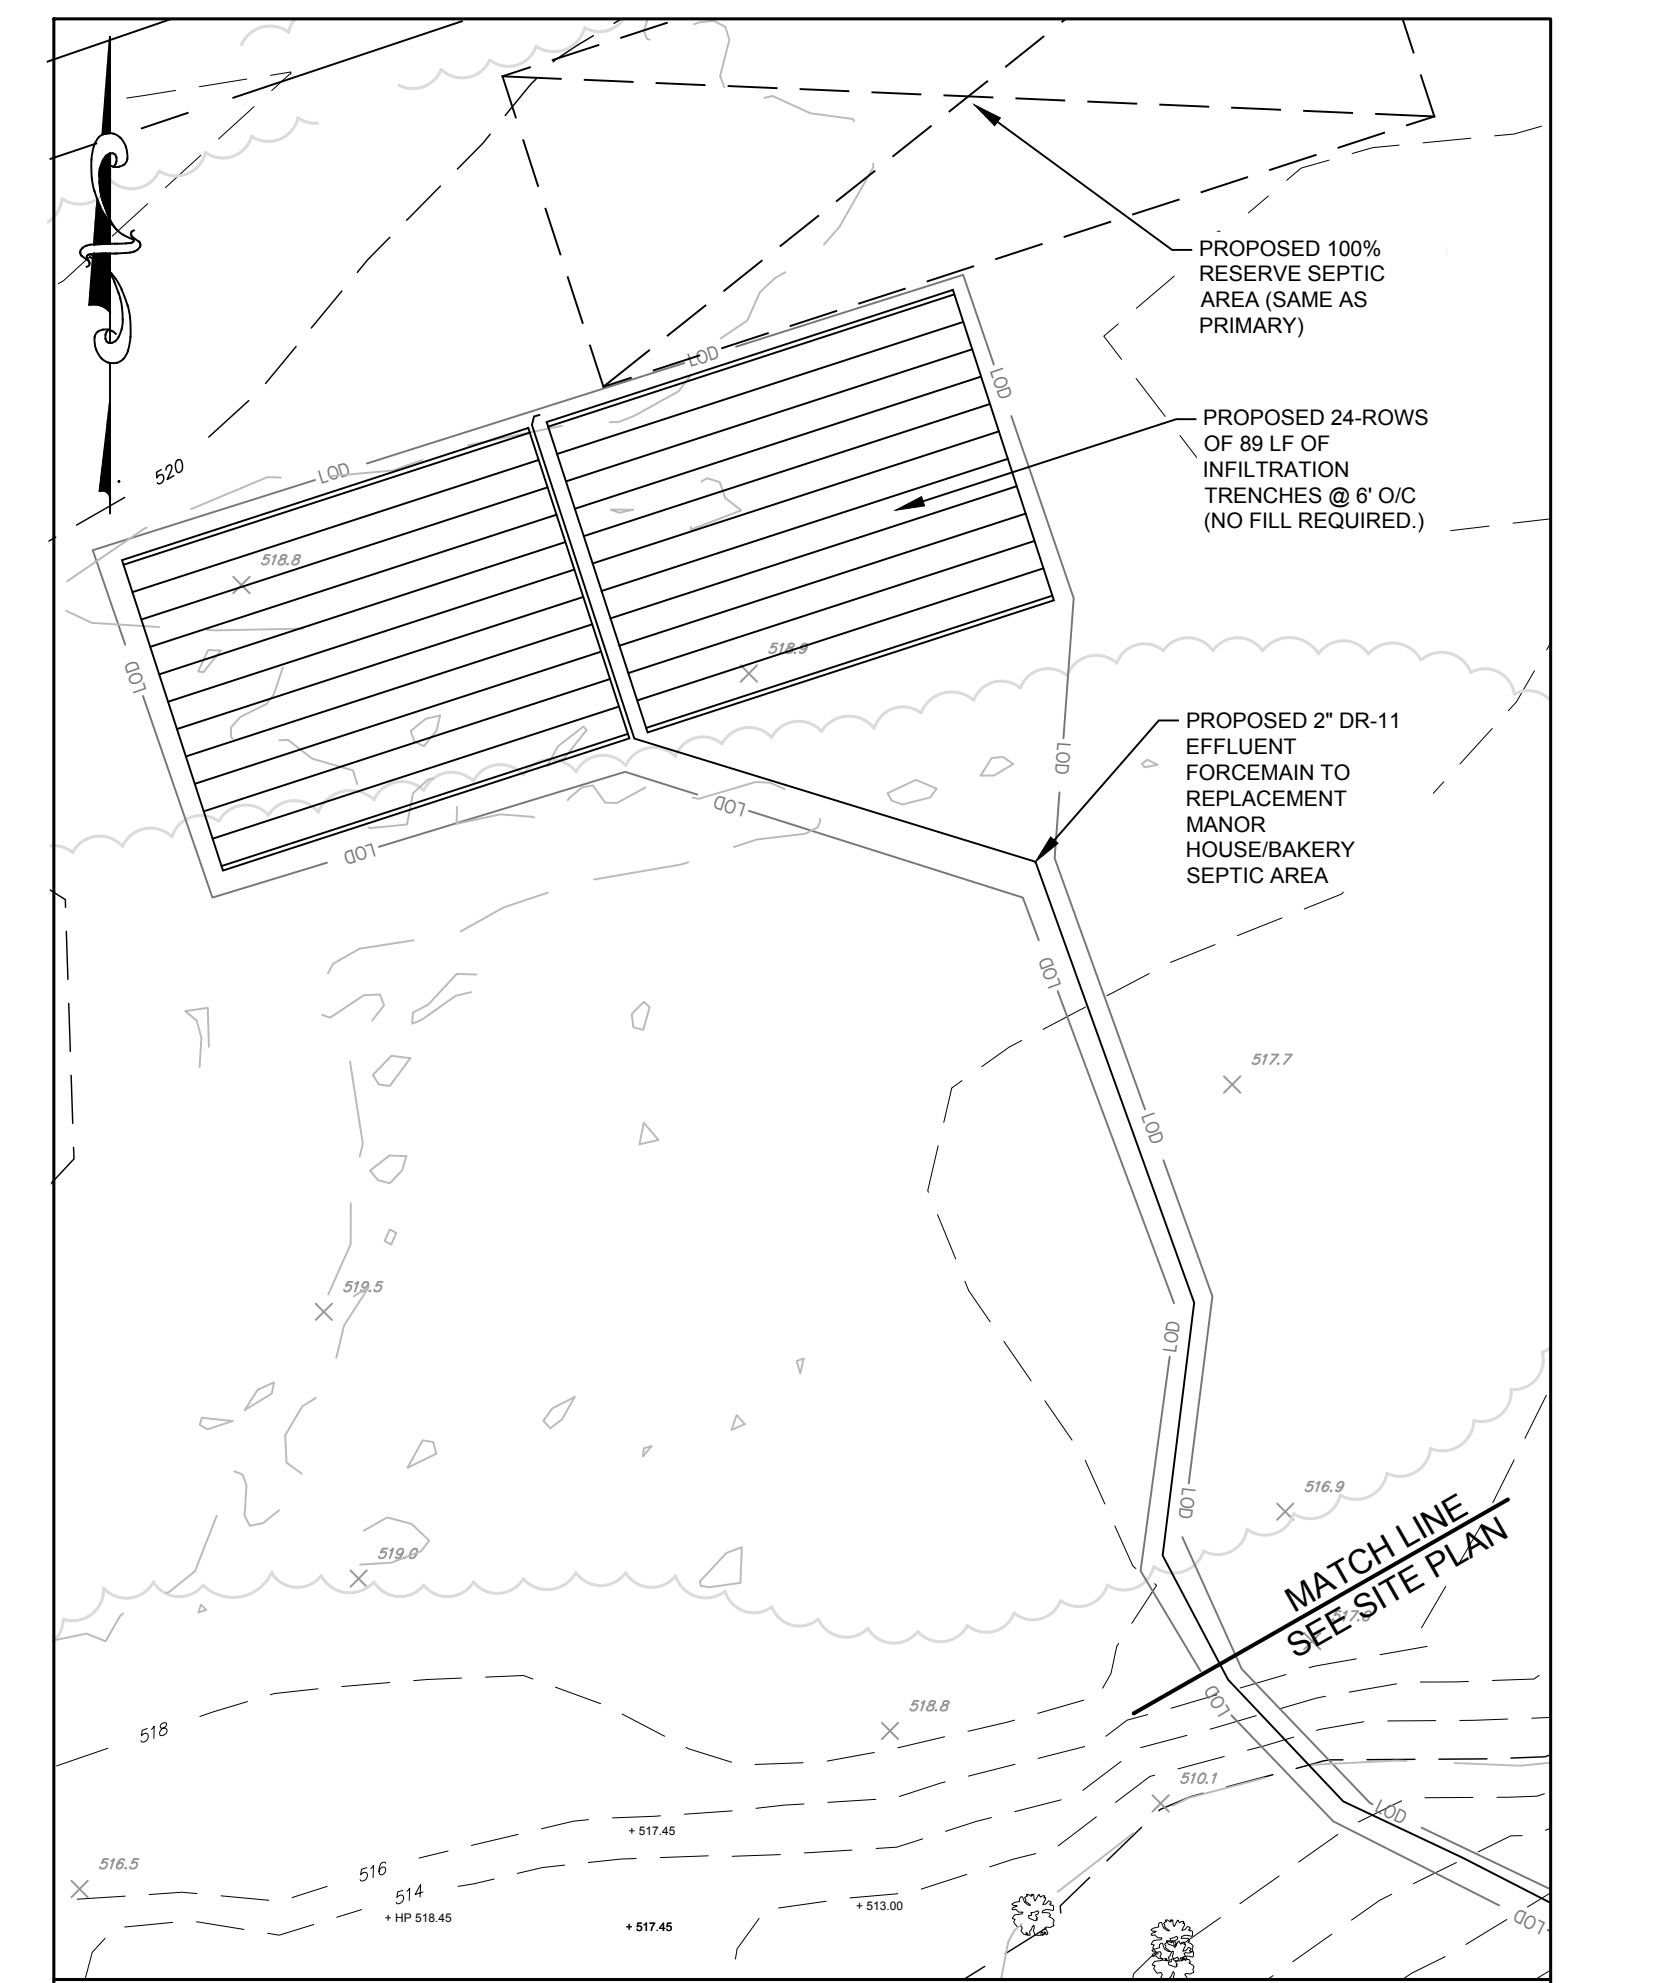 PROPOSED 100%
RESERVE SEPTIC
AREA (SAME AS
PRIMARY)
LOD
LOD
PROPOSED 24-ROWS
OF 89 LF OF
INFILTRATION
TRENCHES @ 6' O/C
(NO FILL REQUIRED.)
520
LOD
518.8
518.9
LOD
PROPOSED 2" DR-11
EFFLUENT
FORCEMAIN TO
REPLACEMENT
MANOR
HOUSE/BAKERY
SEPTIC AREA
LOD
LOD
LOD
LOD
517.7
LOD
519.5
LOD
516.9
LOD
MATCH LINE
SEE SITE PLAN
519.0
LOD
518.8
518
510.1
LOD
+ 517.45
516.5
516
514
+ HP 518.45
+ 517.45
+ 513.00
LOD